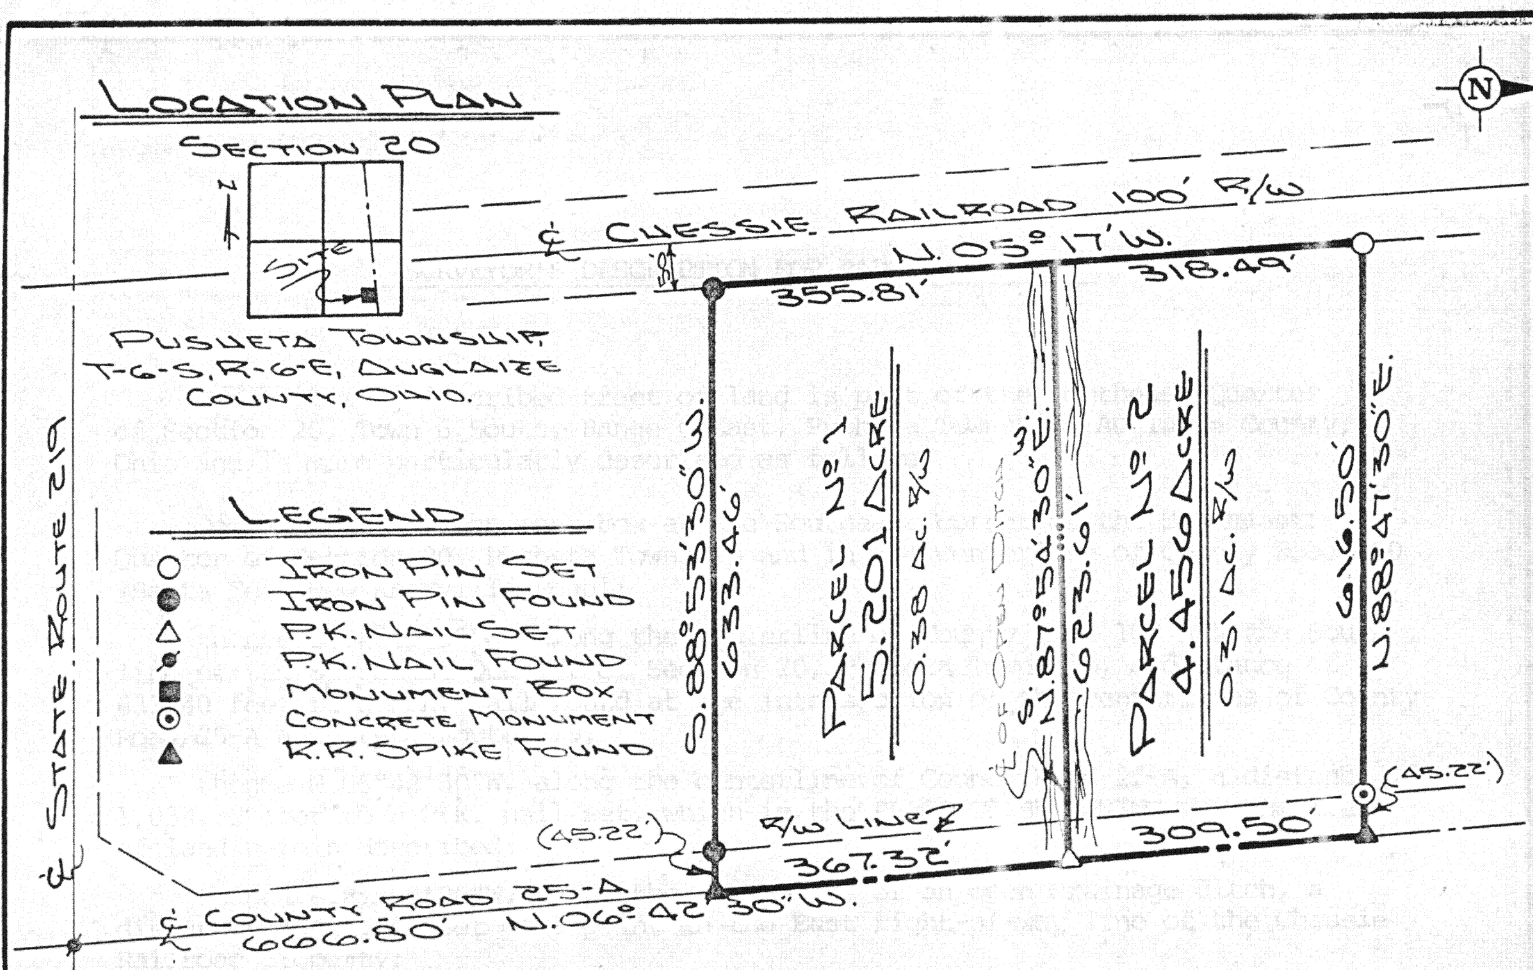 LOCATION PLAN
SECTION 20
N
SITE
PUSHETA TOWNSHIP,
T-6-S, R-6-E, AUGLAIZE
COUNTY, OHIO.
N
℄ CHESSIE RAILROAD 100' R/W
50'
N. 05° 17' W.
355.81'
318.49'
LEGEND
IRON PIN SET
IRON PIN FOUND
P.K. NAIL SET
P.K. NAIL FOUND
MONUMENT BOX
CONCRETE MONUMENT
R.R. SPIKE FOUND
℄ STATE ROUTE 219
S. 88° 53' 30" W
633.46'
PARCEL Nº 1
5.201 ACRE
0.38 AC. R/W
℄ OF OPEN DITCH
S. W.
N. 87° 54' 30" E.
623.61'
PARCEL Nº 2
4.456 ACRE
0.31 AC. R/W
616.50'
N. 88° 47' 30" E.
(45.22')
(45.22')
R/W LINE
367.32'
309.50'
℄ COUNTY ROAD 25-A
666.80'
N. 06° 42' 30" W.